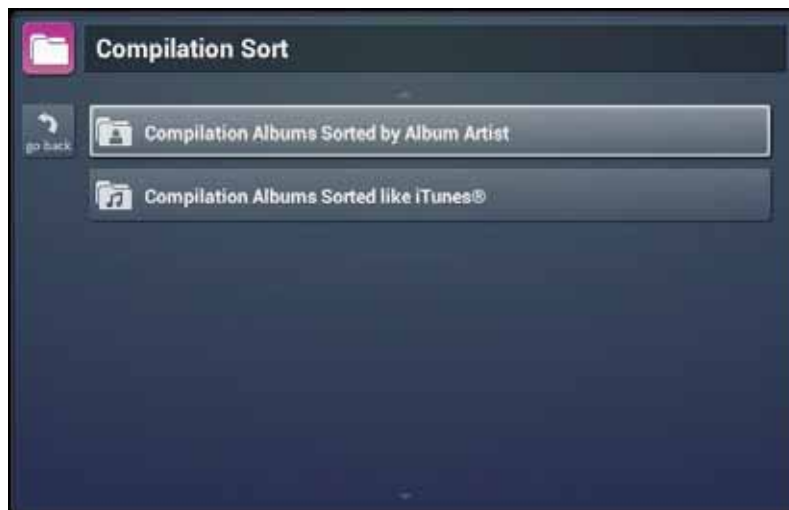 Compilation Sort
go back
Compilation Albums Sorted by Album Artist
Compilation Albums Sorted like iTunes®